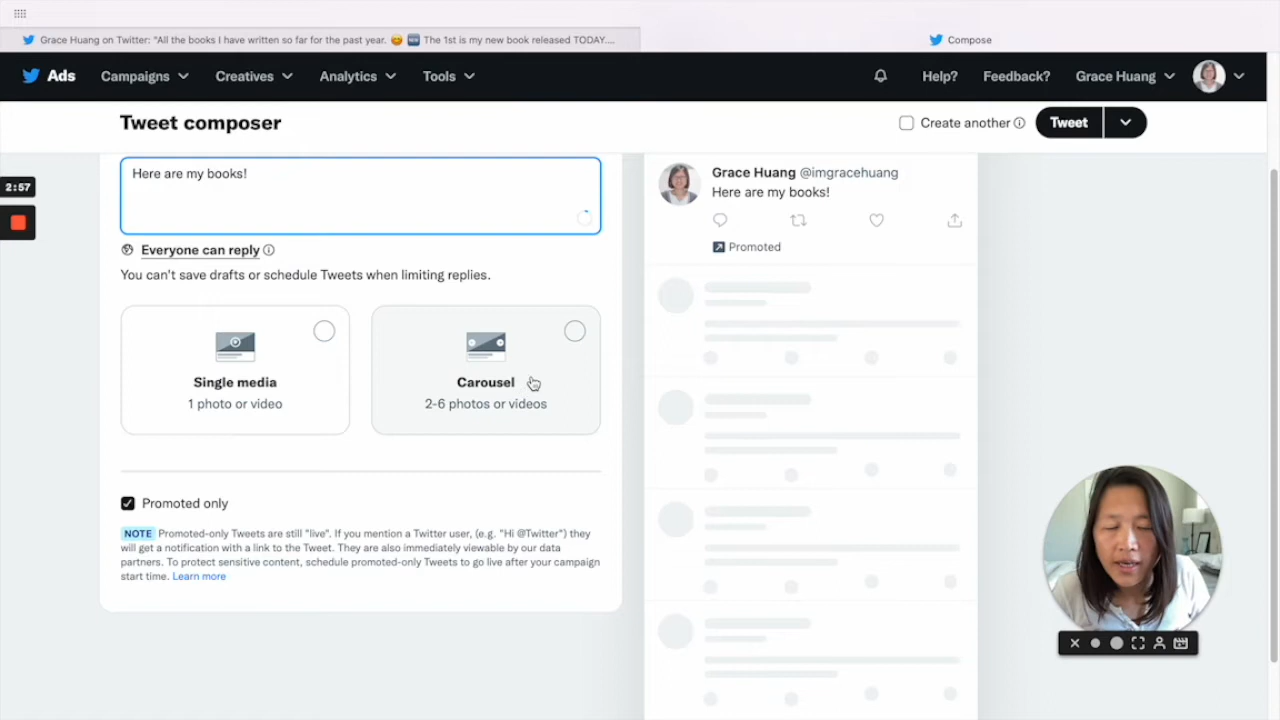 Grace Huang on Twitter: "All the books I have written so far for the past year. 😊 🆕 The 1st is my new book released TODAY....
Compose
Ads Campaigns Creatives Analytics Tools Help? Feedback? Grace Huang
Tweet composer
Create another
Tweet
2:57
Here are my books!
Everyone can reply
You can't save drafts or schedule Tweets when limiting replies.
Single media
1 photo or video
Carousel
2-6 photos or videos
Promoted only
NOTE Promoted-only Tweets are still "live". If you mention a Twitter user, (e.g. "Hi @Twitter") they
will get a notification with a link to the Tweet. They are also immediately viewable by our data
partners. To protect sensitive content, schedule promoted-only Tweets to go live after your campaign
start time. Learn more
Grace Huang @imgracehuang
Here are my books!
Promoted